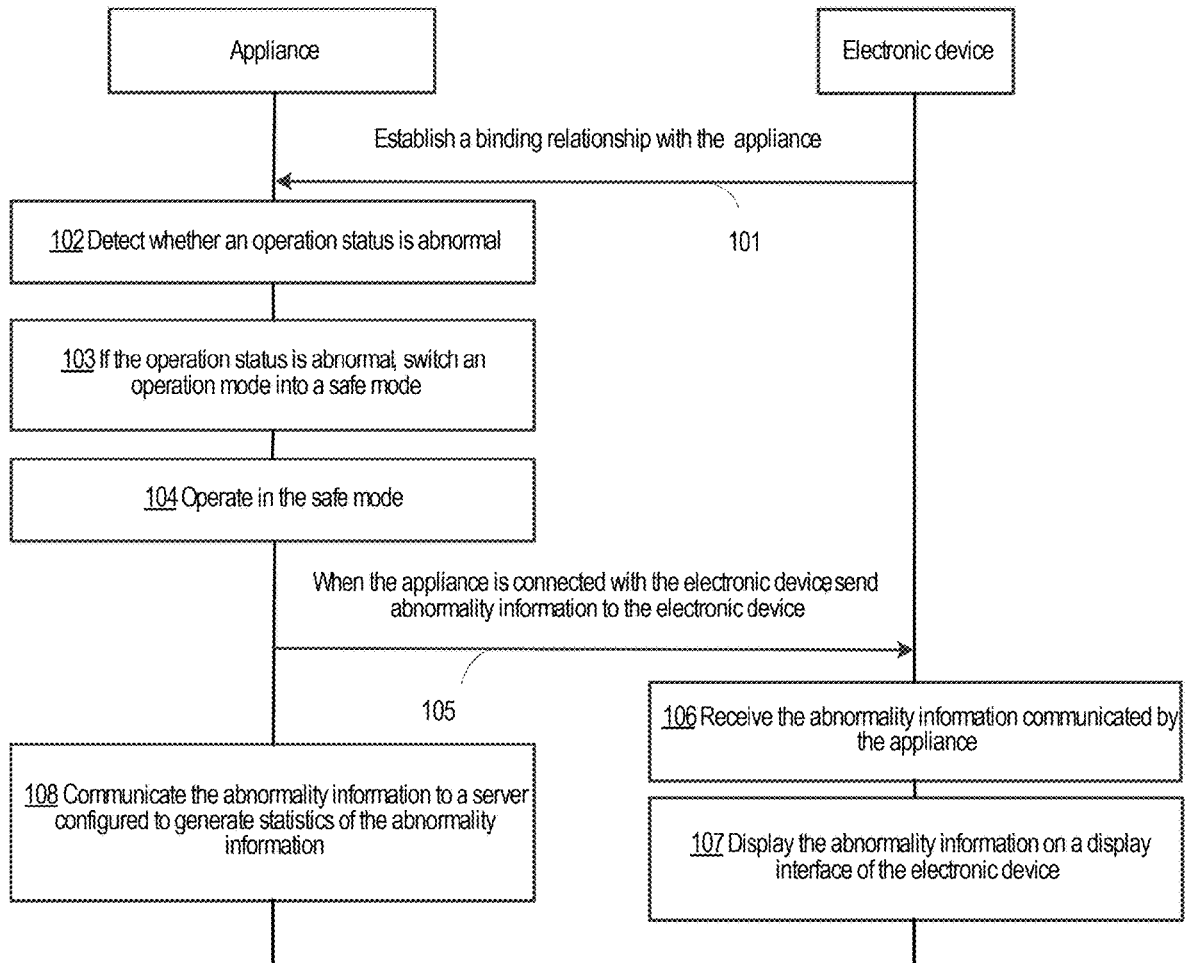 Appliance
Electronic device
Establish a binding relationship with the appliance
101
102 Detect whether an operation status is abnormal
103 If the operation status is abnormal, switch an
operation mode into a safe mode
104 Operate in the safe mode
When the appliance is connected with the electronic device, send
abnormality information to the electronic device
105
106 Receive the abnormality information communicated by
the appliance
108 Communicate the abnormality information to a server
configured to generate statistics of the abnormality
information
107 Display the abnormality information on a display
interface of the electronic device